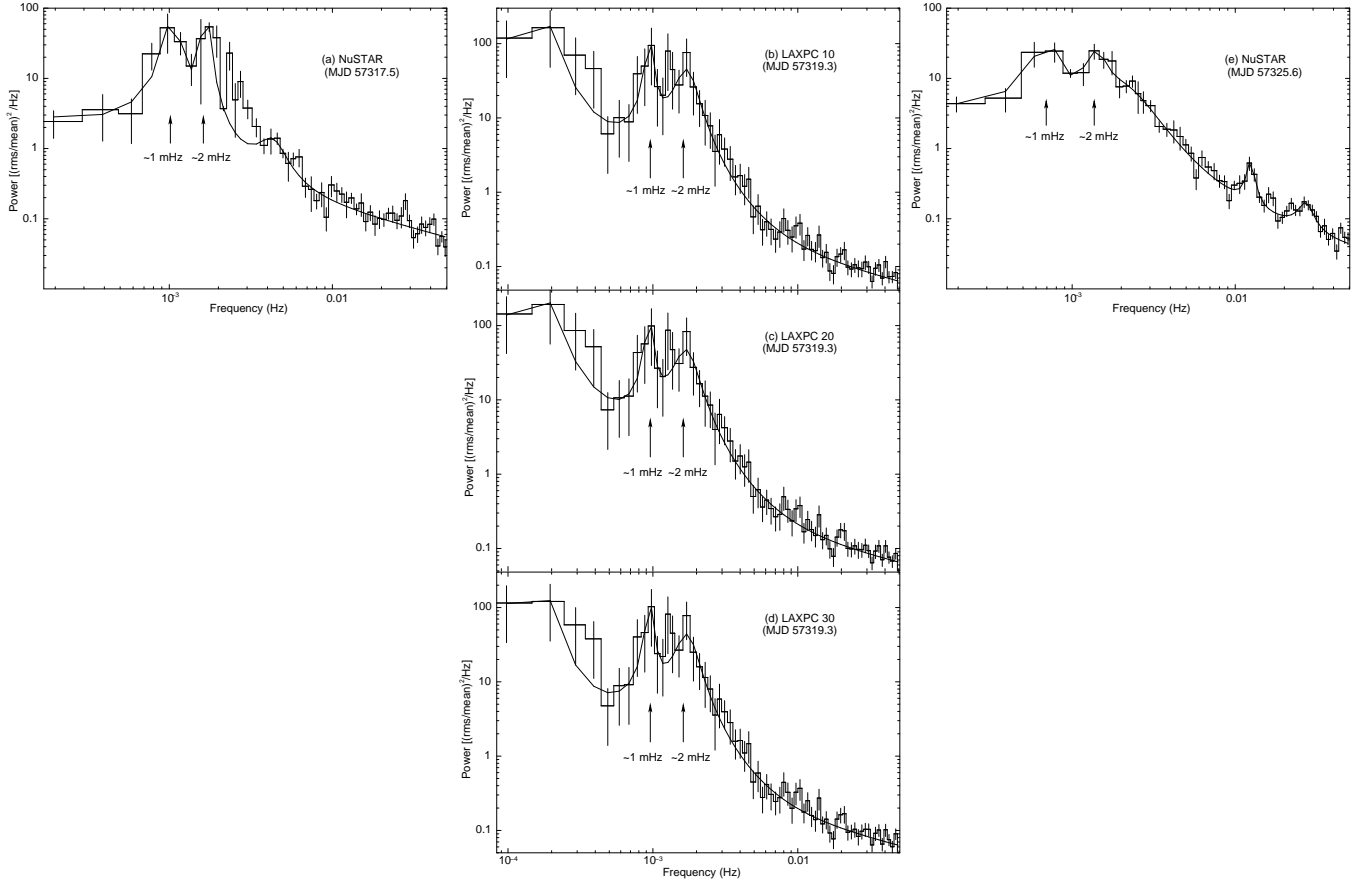 (a) NuSTAR
(MJD 57317.5)
Power [(rms/mean)²/Hz]
100
10
1
0.1
~1 mHz
~2 mHz
10⁻³
0.01
Frequency (Hz)
(b) LAXPC 10
(MJD 57319.3)
Power [(rms/mean)²/Hz]
100
10
1
0.1
~1 mHz
~2 mHz
(c) LAXPC 20
(MJD 57319.3)
Power [(rms/mean)²/Hz]
100
10
1
0.1
~1 mHz
~2 mHz
(d) LAXPC 30
(MJD 57319.3)
Power [(rms/mean)²/Hz]
100
10
1
0.1
~1 mHz
~2 mHz
10⁻⁴
10⁻³
0.01
Frequency (Hz)
(e) NuSTAR
(MJD 57325.6)
Power [(rms/mean)²/Hz]
100
10
1
0.1
~1 mHz
~2 mHz
10⁻³
0.01
Frequency (Hz)